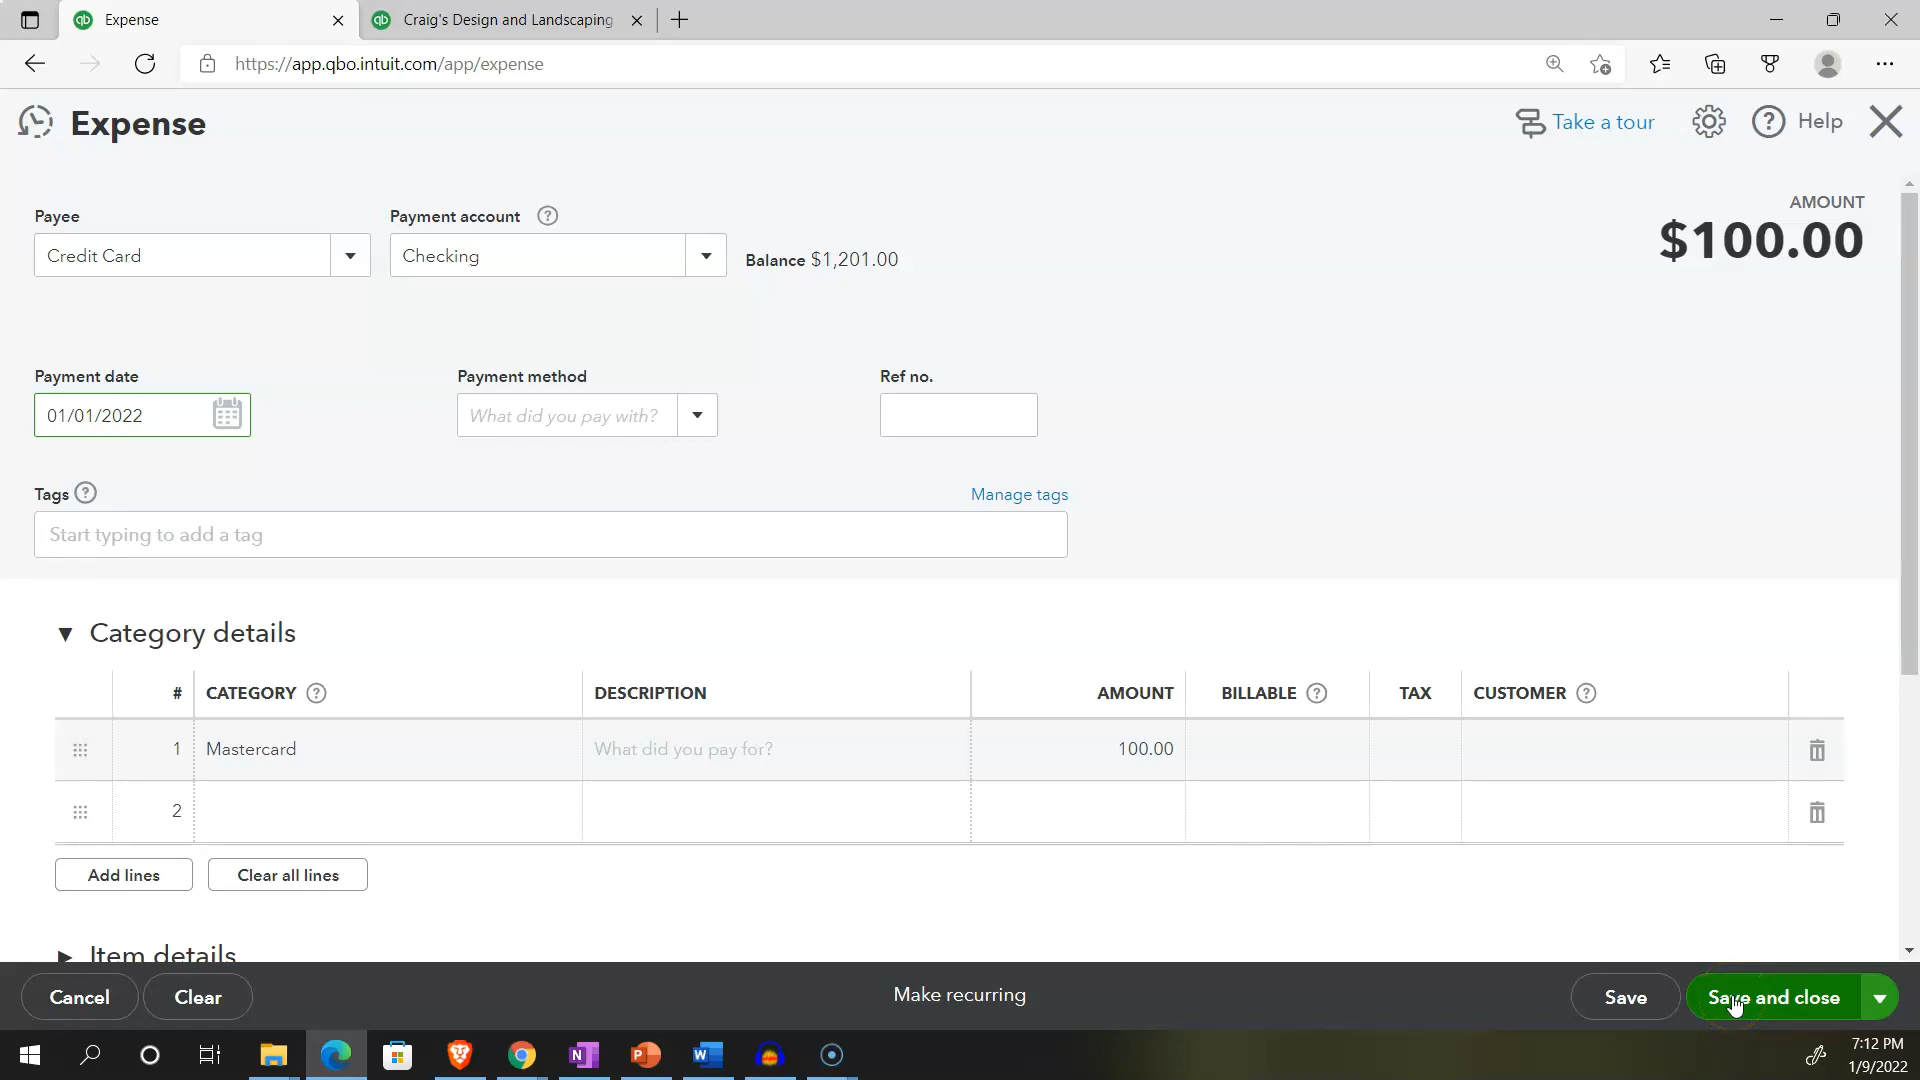 Expense
Craig's Design and Landscaping
https://app.qbo.intuit.com/app/expense
Expense
Take a tour
Help
Payee
Payment account
AMOUNT
$100.00
Credit Card
Checking
Balance $1,201.00
Payment date
Payment method
Ref no.
01/01/2022
What did you pay with?
Tags
Manage tags
Start typing to add a tag
Category details
# CATEGORY DESCRIPTION AMOUNT BILLABLE TAX CUSTOMER
1 Mastercard What did you pay for? 100.00
2
Add lines
Clear all lines
Item details
Cancel
Clear
Make recurring
Save
Save and close
7:12 PM
1/9/2022